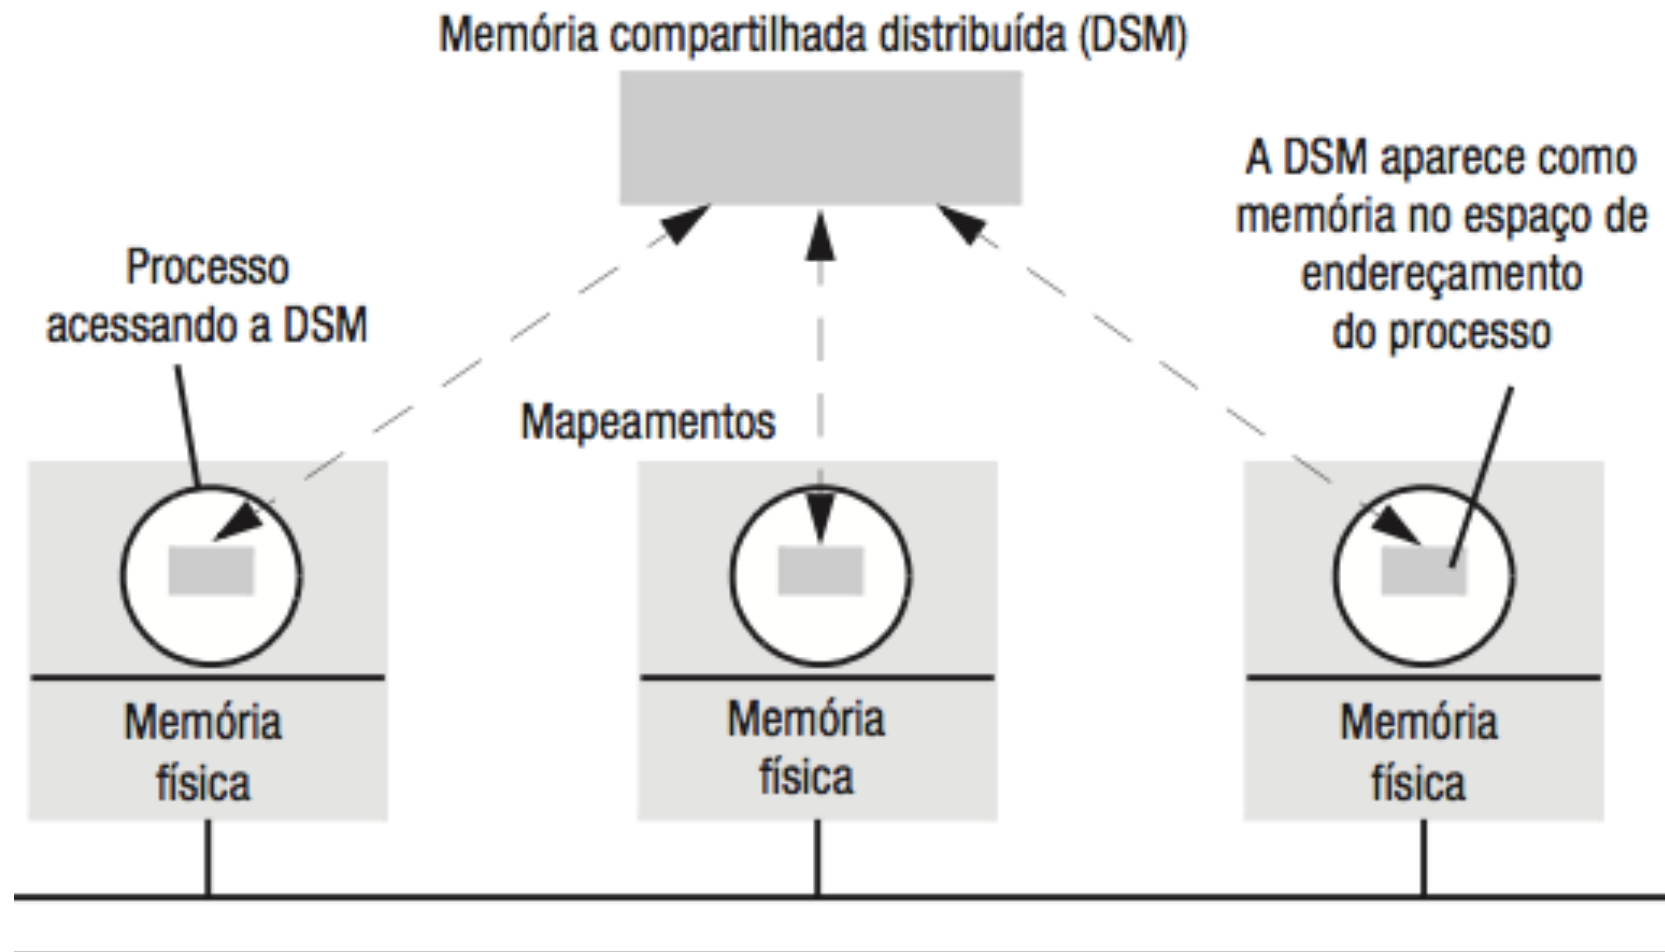 Memória compartilhada distribuída (DSM)
A DSM aparece como
memória no espaço de
endereçamento
do processo
Processo
acessando a DSM
Mapeamentos
Memória
física
Memória
física
Memória
física